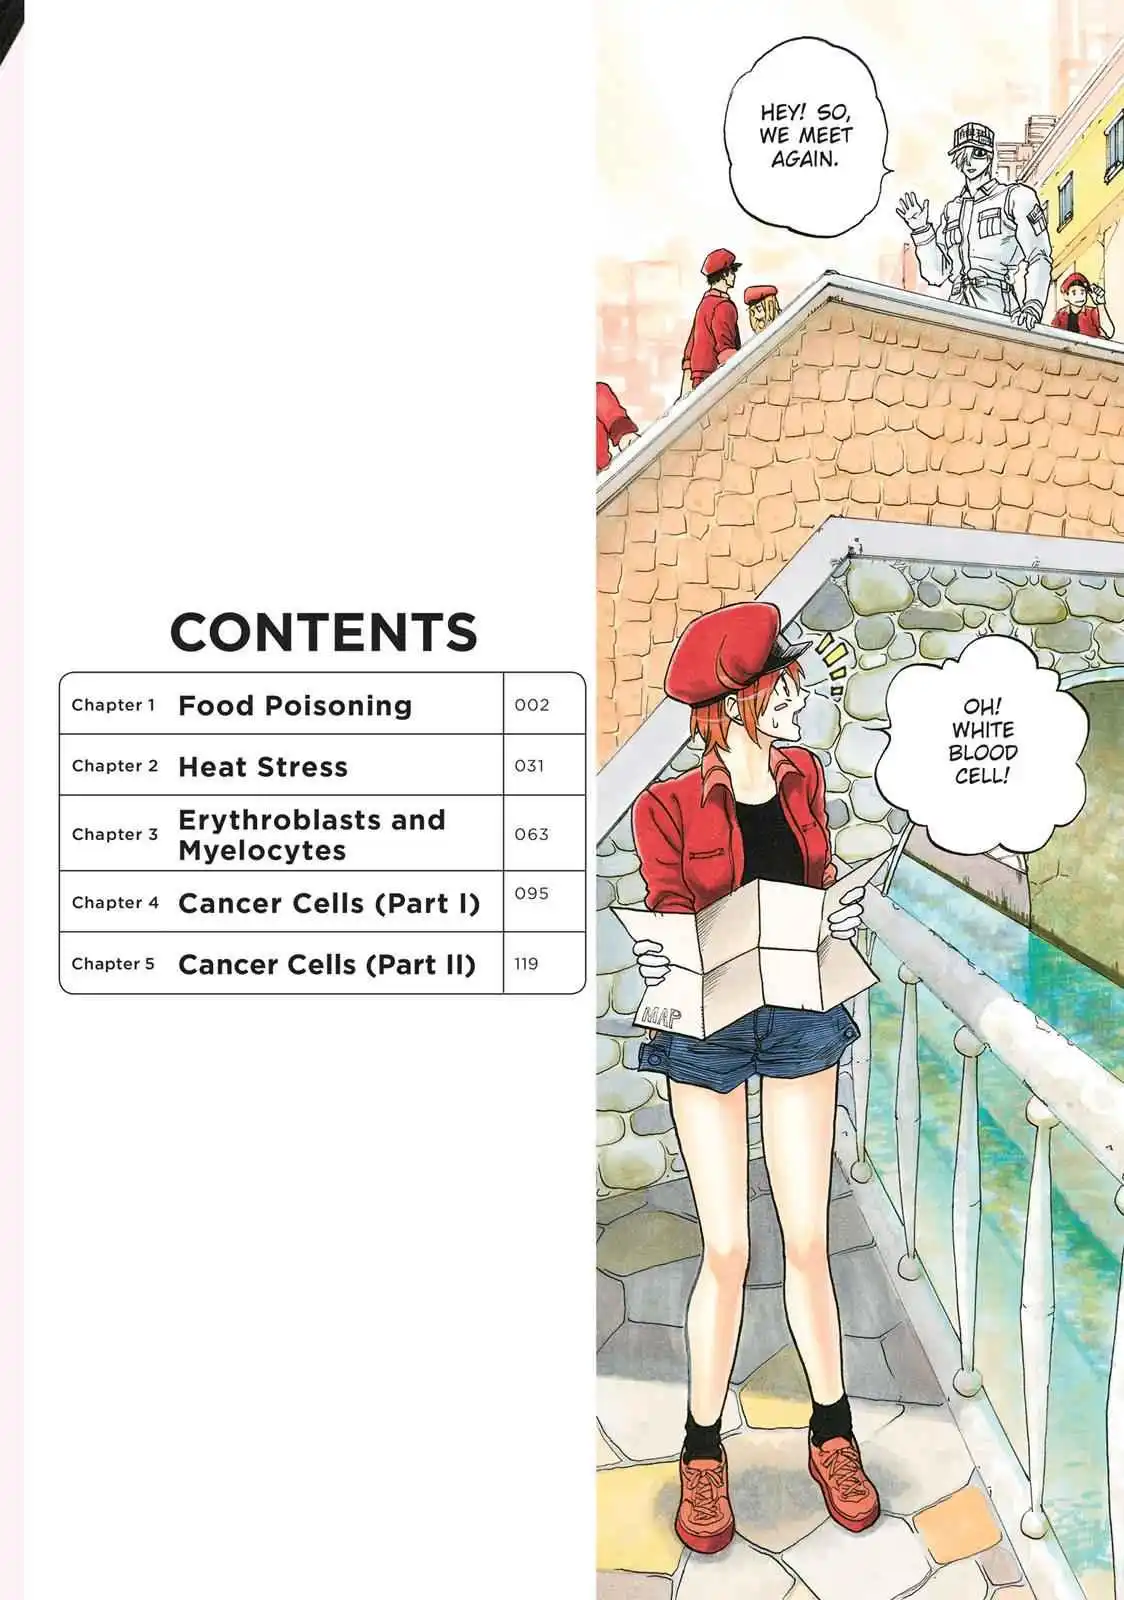 CONTENTS
Chapter 1 Food Poisoning 002
Chapter 2 Heat Stress 031
Chapter 3 Erythroblasts and
Myelocytes 063
Chapter 4 Cancer Cells (Part I) 095
Chapter 5 Cancer Cells (Part II) 119
HEY! SO,
WE MEET
AGAIN.
OH!
WHITE
BLOOD
CELL!
MAP